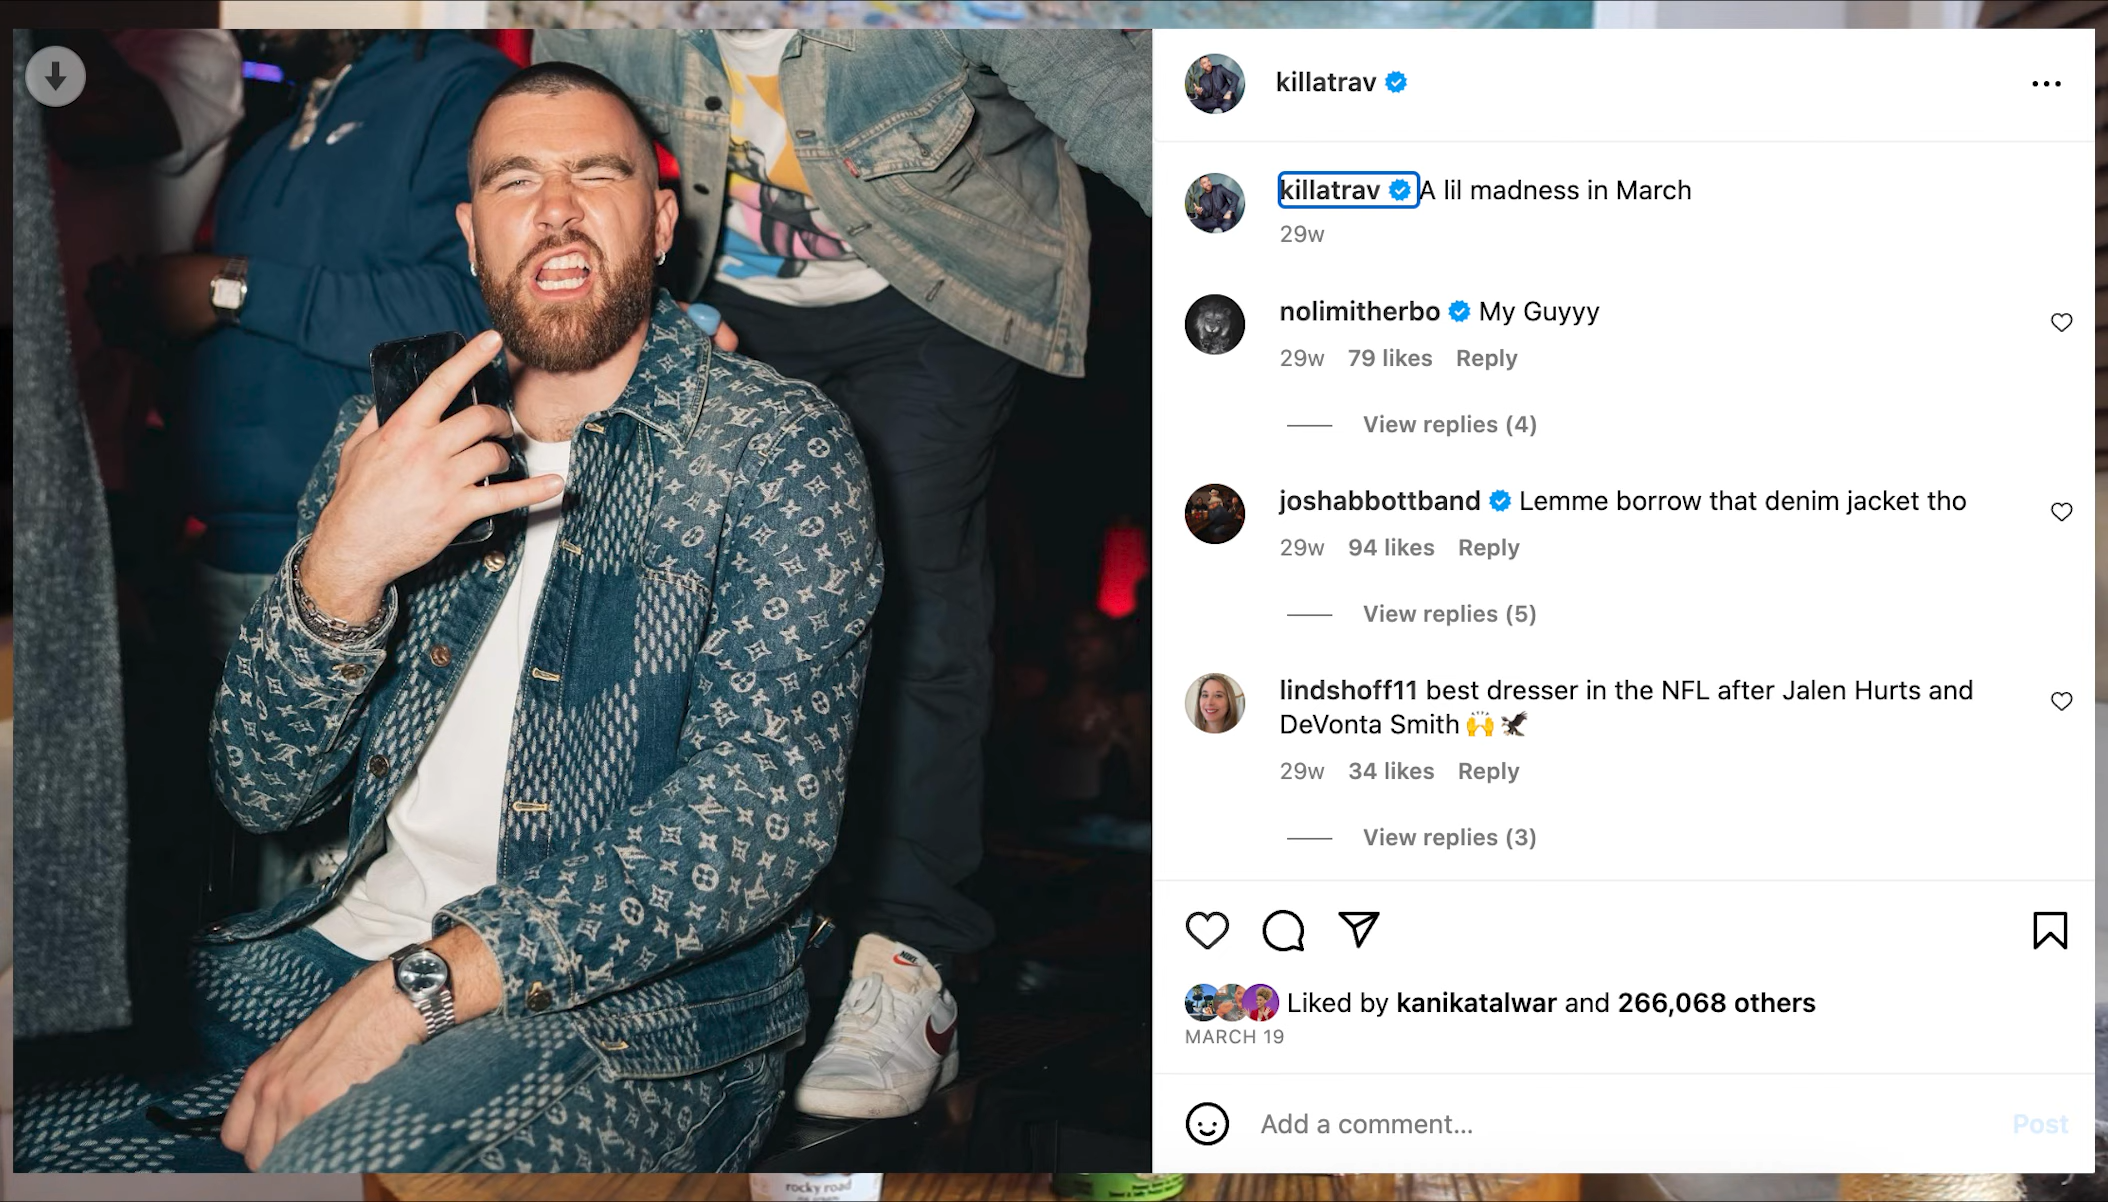 killatrav
killatrav A lil madness in March
29w
nolimitherbo My Guyyy
29w 79 likes Reply
View replies (4)
joshabbottband Lemme borrow that denim jacket tho
29w 94 likes Reply
View replies (5)
lindshoff11 best dresser in the NFL after Jalen Hurts and
DeVonta Smith 🙌 🦅
29w 34 likes Reply
View replies (3)
Liked by kanikatalwar and 266,068 others
MARCH 19
Add a comment...
Post
NIKE
rocky road